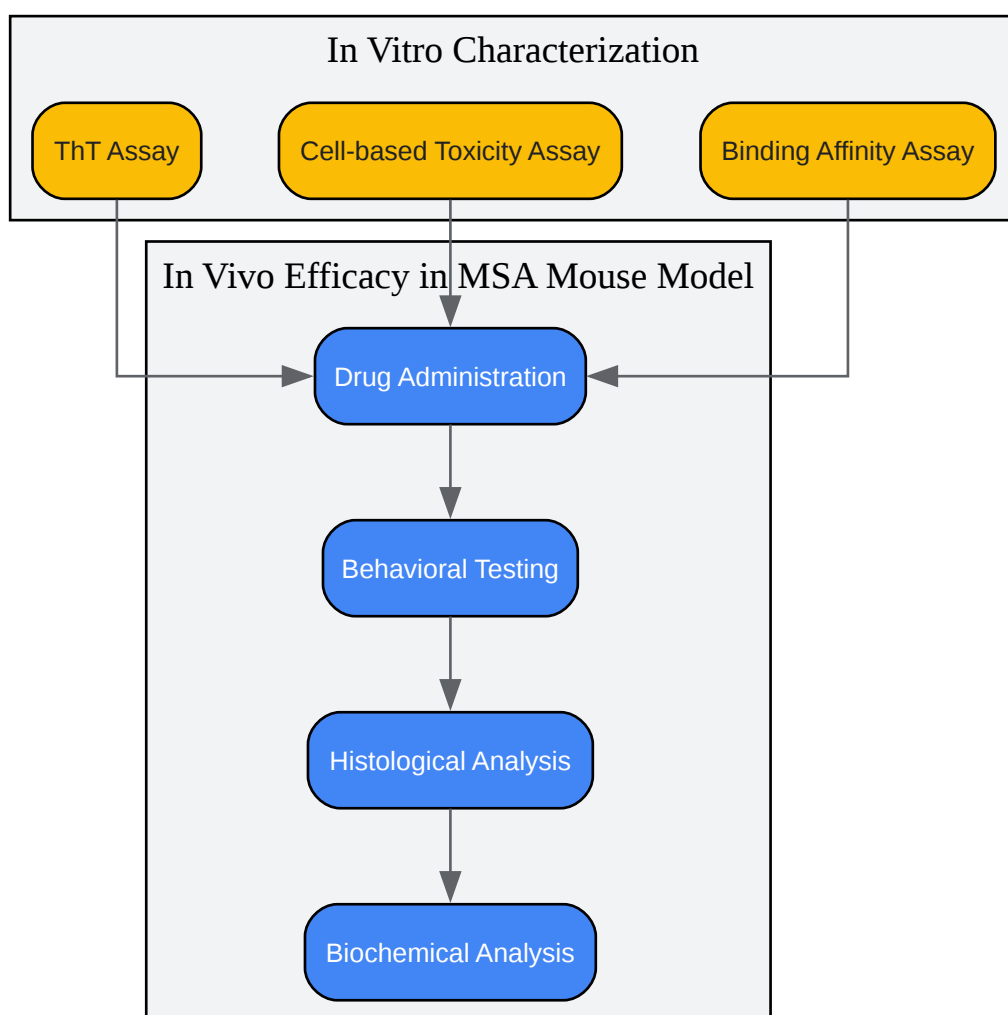 In Vitro Characterization
ThT Assay
Cell-based Toxicity Assay
Binding Affinity Assay
In Vivo Efficacy in MSA Mouse Model
Drug Administration
Behavioral Testing
Histological Analysis
Biochemical Analysis